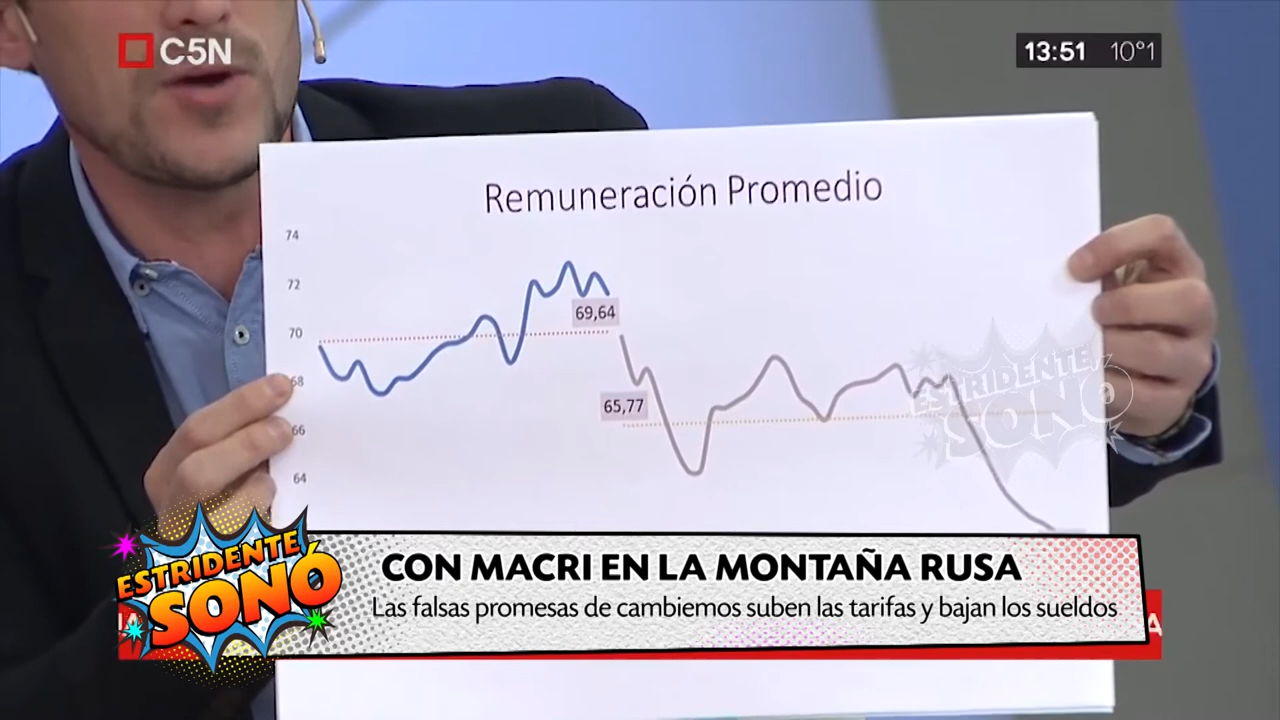 C5N
13:51 10°1
Remuneración Promedio
74
72
70
68
66
64
69,64
65,77
ESTRIDENTE Y
SONÓ
ESTRIDENTE
SONÓ
CON MACRI EN LA MONTAÑA RUSA
Las falsas promesas de cambiemos suben las tarifas y bajan los sueldos
A